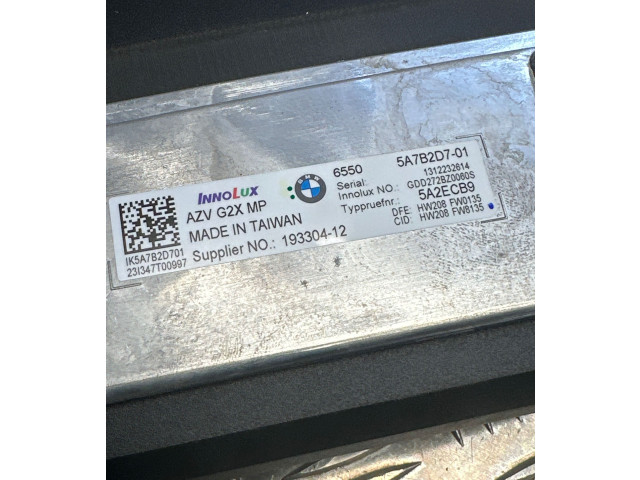 INNOLUX
AZV G2X MP
MADE IN TAIWAN
Supplier NO.: 193304-12
IK5A7B2D701
23I347T00997
BMW
6550 5A7B2D7-01
Serial: 1312232614
Innolux NO.: GDD272BZ0060S
Typpruefnr.: 5A2ECB9
DFE: HW208 FW0135
CID: HW208 FW8135